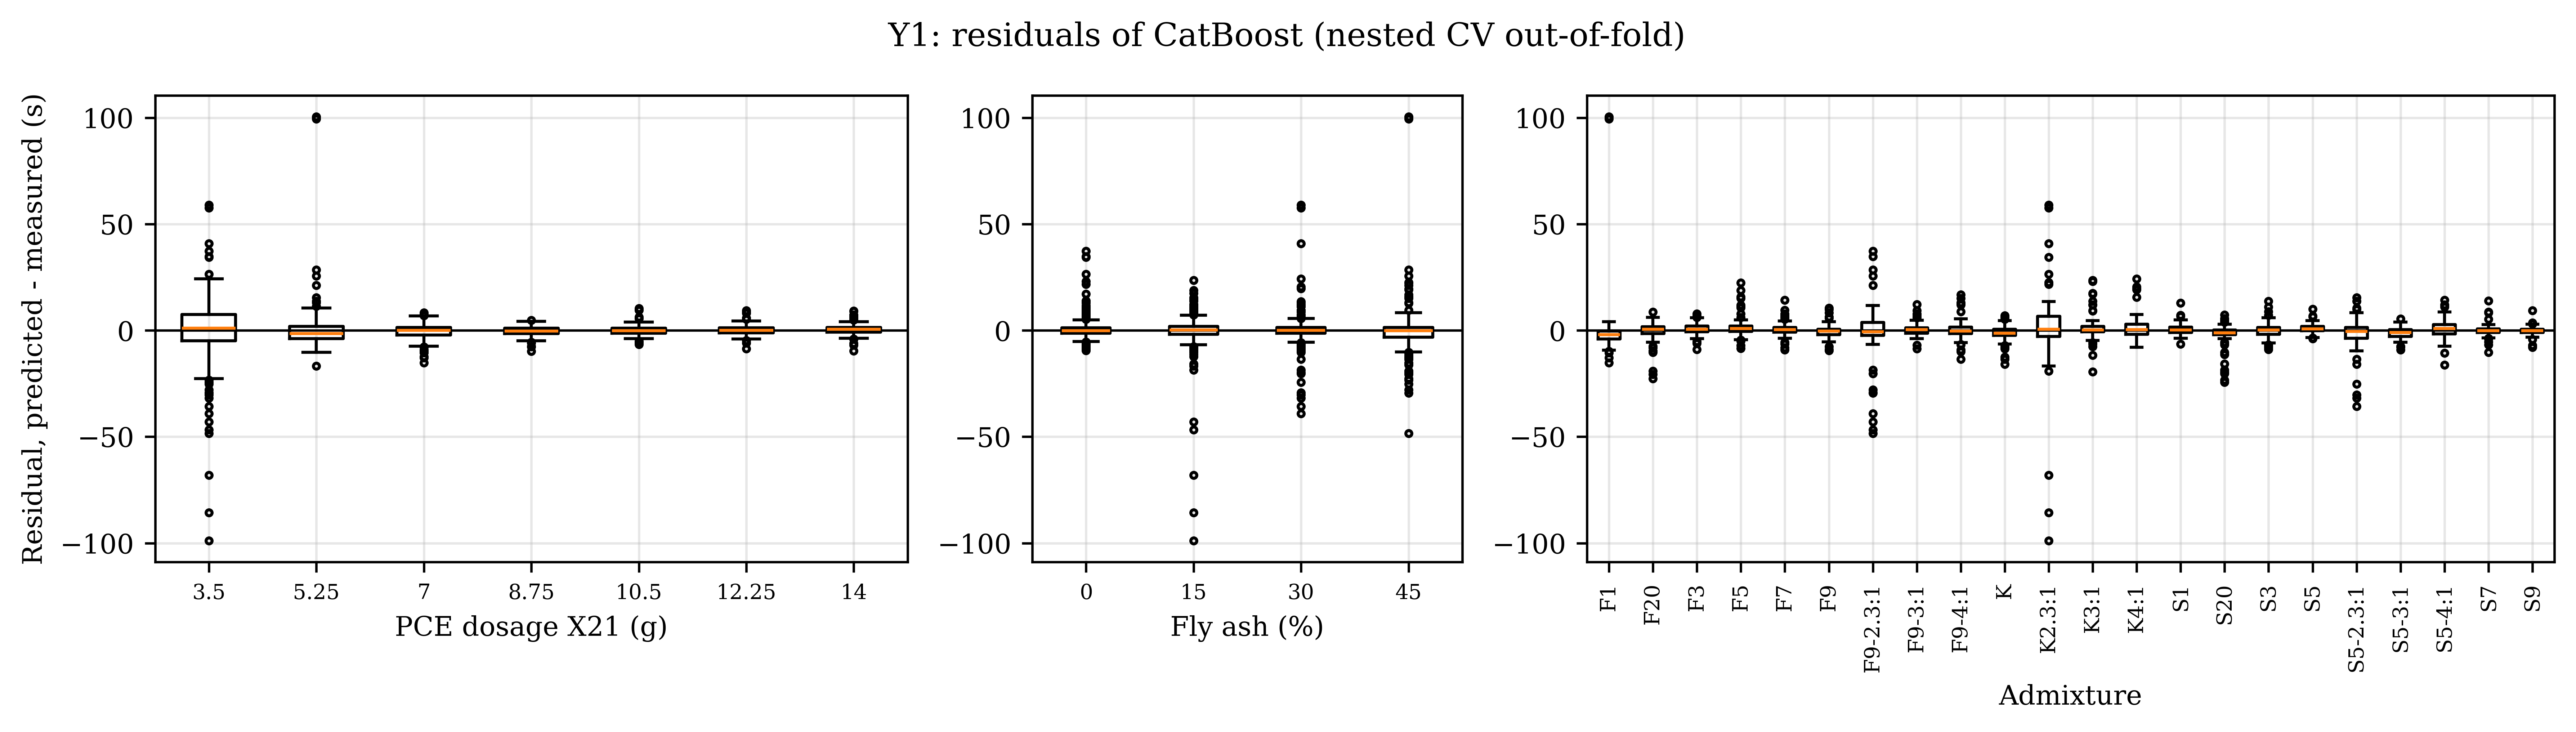 Y1: residuals of CatBoost (nested CV out-of-fold)
Residual, predicted - measured (s)
100
50
0
−50
−100
3.5 5.25 7 8.75 10.5 12.25 14
PCE dosage X21 (g)
100
50
0
−50
−100
0 15 30 45
Fly ash (%)
100
50
0
−50
−100
F1 F20 F3 F5 F7 F9 F9-2.3:1 F9-3:1 F9-4:1 K K2.3:1 K3:1 K4:1 S1 S20 S3 S5 S5-2.3:1 S5-3:1 S5-4:1 S7 S9
Admixture